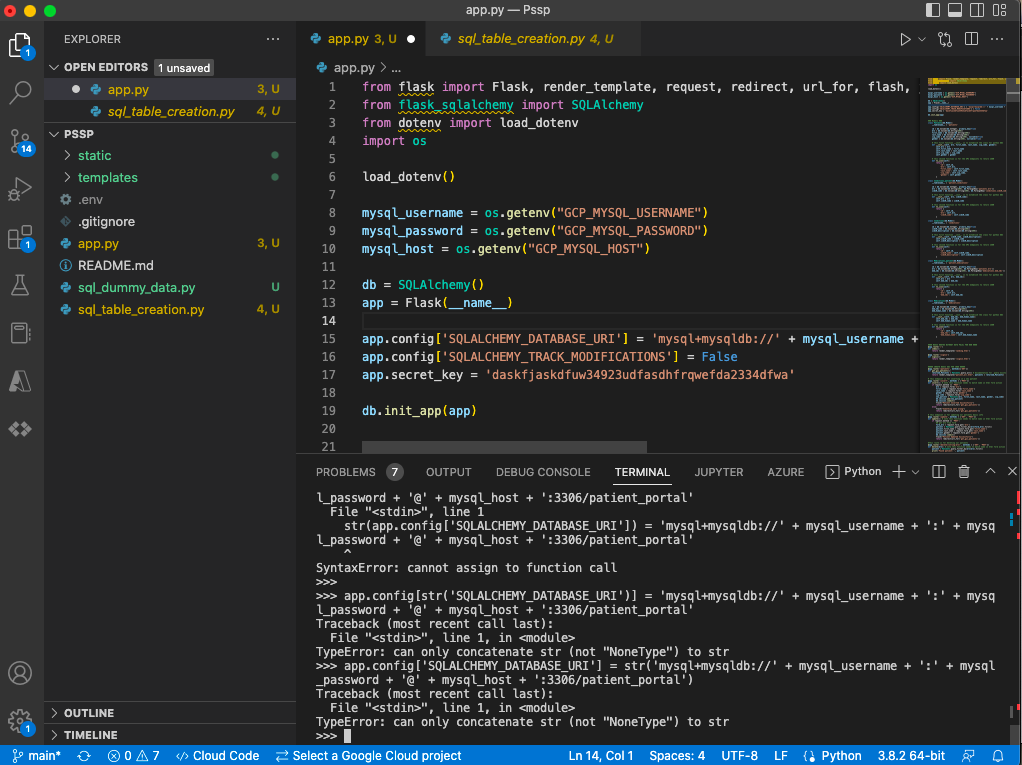 app.py — Pssp
EXPLORER
OPEN EDITORS 1 unsaved
app.py 3, U
sql_table_creation.py 4, U
PSSP
static
templates
.env
.gitignore
app.py 3, U
README.md
sql_dummy_data.py U
sql_table_creation.py 4, U
OUTLINE
TIMELINE
1
14
1
1
app.py 3, U
sql_table_creation.py 4, U
app.py > ...
1 from flask import Flask, render_template, request, redirect, url_for, flash,
2 from flask_sqlalchemy import SQLAlchemy
3 from dotenv import load_dotenv
4 import os
5
6 load_dotenv()
7
8 mysql_username = os.getenv("GCP_MYSQL_USERNAME")
9 mysql_password = os.getenv("GCP_MYSQL_PASSWORD")
10 mysql_host = os.getenv("GCP_MYSQL_HOST")
11
12 db = SQLAlchemy()
13 app = Flask(__name__)
14
15 app.config['SQLALCHEMY_DATABASE_URI'] = 'mysql+mysqldb://' + mysql_username +
16 app.config['SQLALCHEMY_TRACK_MODIFICATIONS'] = False
17 app.secret_key = 'daskfjaskdfuw34923udfasdhfrqwefda2334dfwa'
18
19 db.init_app(app)
20
21
PROBLEMS 7 OUTPUT DEBUG CONSOLE TERMINAL JUPYTER AZURE Python
l_password + '@' + mysql_host + ':3306/patient_portal'
File "<stdin>", line 1
str(app.config['SQLALCHEMY_DATABASE_URI']) = 'mysql+mysqldb://' + mysql_username + ':' + mysq
l_password + '@' + mysql_host + ':3306/patient_portal'
^
SyntaxError: cannot assign to function call
>>>
>>> app.config[str('SQLALCHEMY_DATABASE_URI')] = 'mysql+mysqldb://' + mysql_username + ':' + mysq
l_password + '@' + mysql_host + ':3306/patient_portal'
Traceback (most recent call last):
File "<stdin>", line 1, in <module>
TypeError: can only concatenate str (not "NoneType") to str
>>> app.config['SQLALCHEMY_DATABASE_URI'] = str('mysql+mysqldb://' + mysql_username + ':' + mysql
_password + '@' + mysql_host + ':3306/patient_portal')
Traceback (most recent call last):
File "<stdin>", line 1, in <module>
TypeError: can only concatenate str (not "NoneType") to str
>>>
main* 0 7 Cloud Code Select a Google Cloud project Ln 14, Col 1 Spaces: 4 UTF-8 LF Python 3.8.2 64-bit